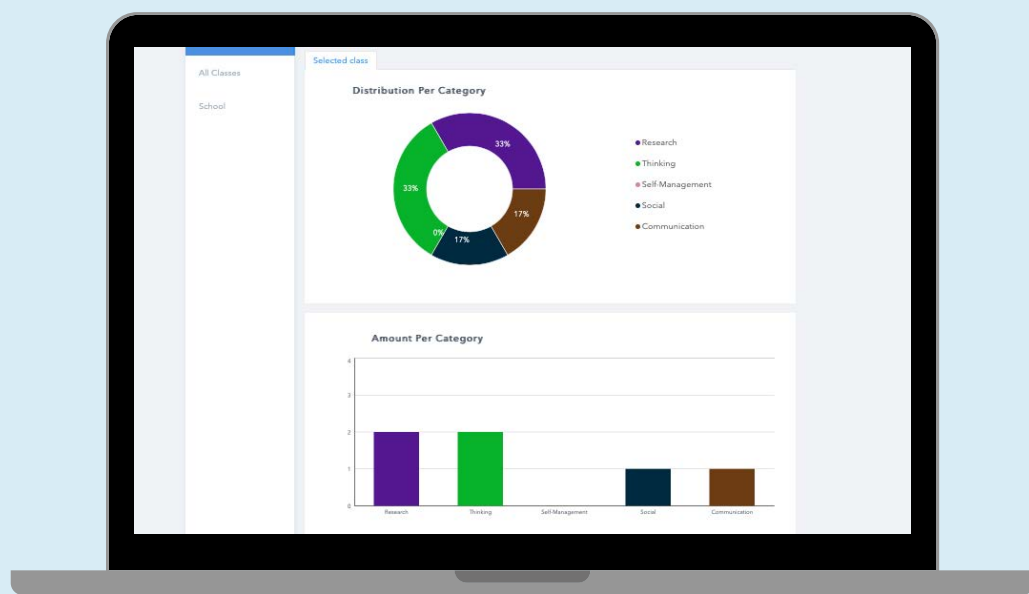 All Classes
School
Selected class
Distribution Per Category
33%
33%
0%
17%
17%
Research
Thinking
Self-Management
Social
Communication
Amount Per Category
4
3
2
1
0
Research Thinking Self-Management Social Communication